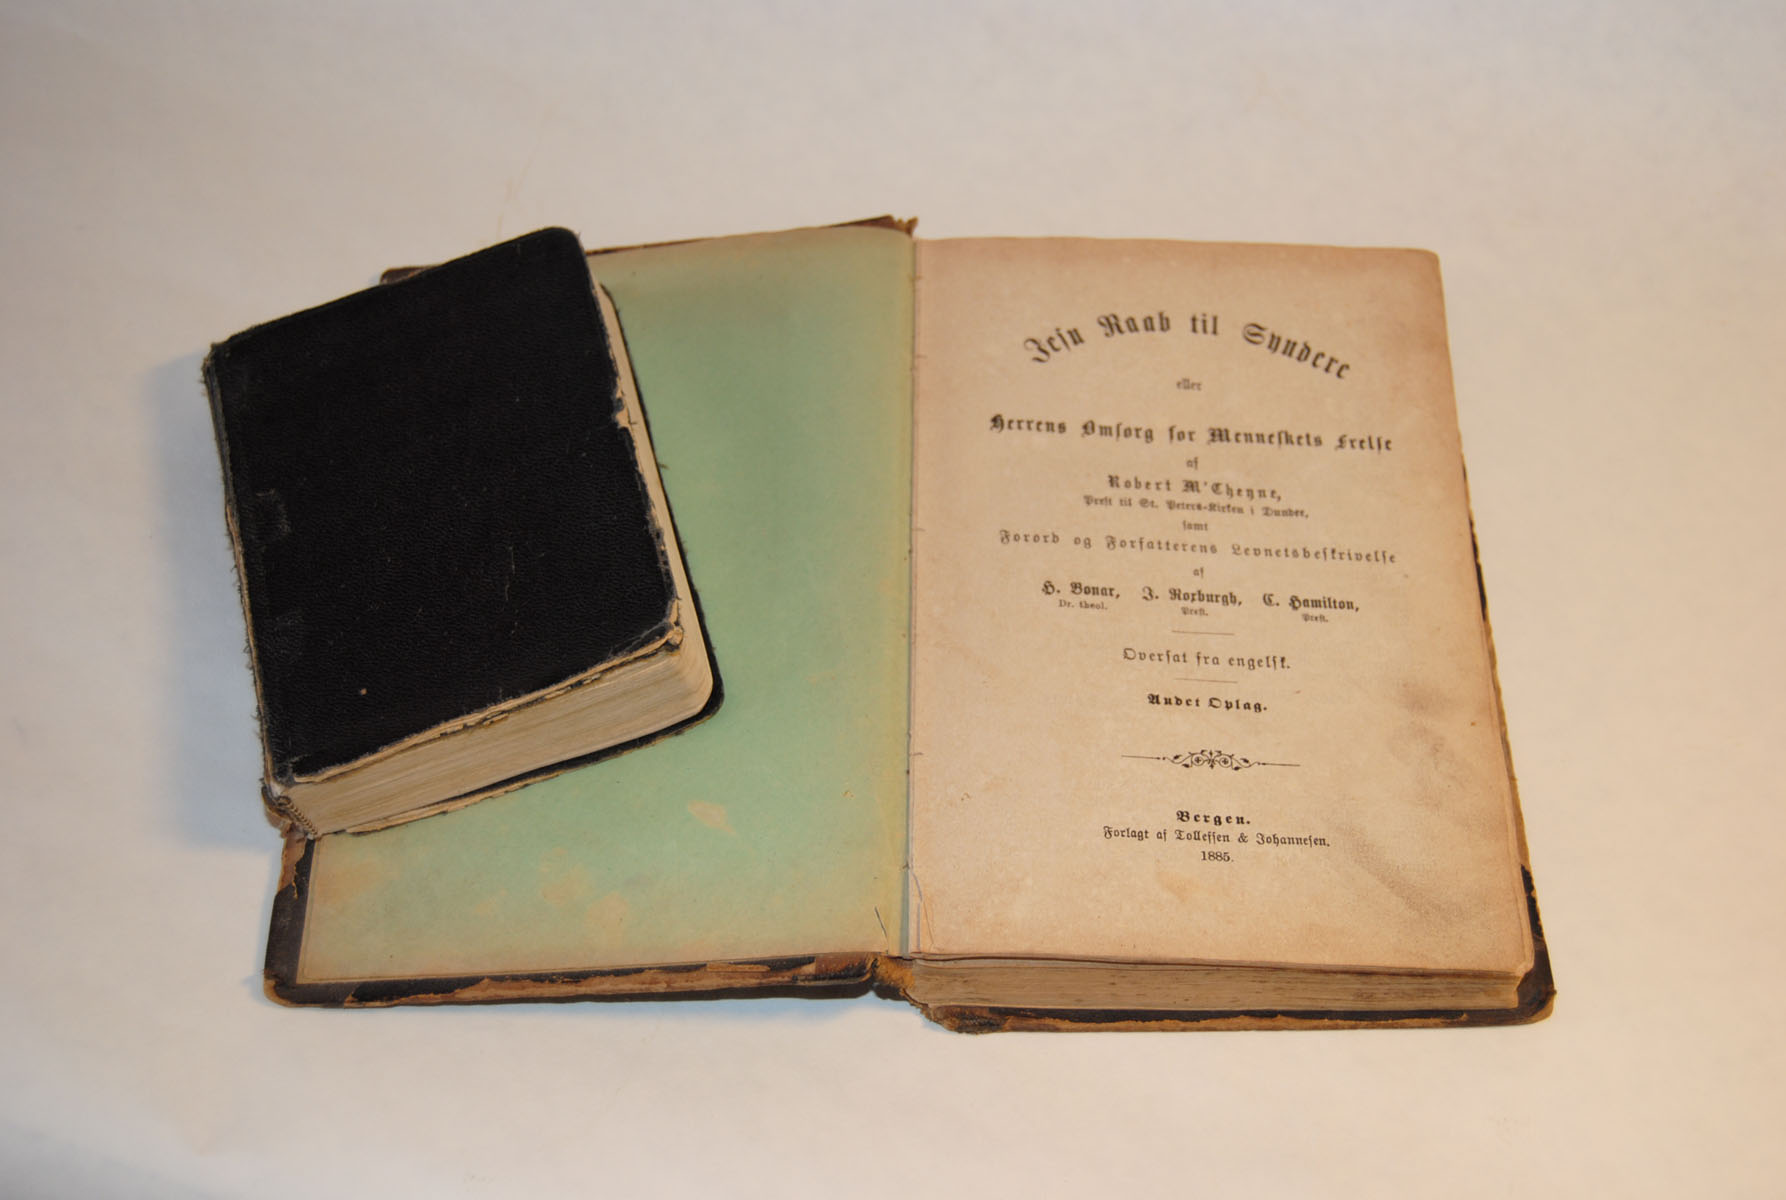 Jesu Raab til Syndere
eller
Herrens Omsorg for Menneskets Frelse
af
Robert M'Cheyne,
Prest til St. Peters-Kirken i Dundee,
samt
Forord og Forfatterens Levnetsbeskrivelse
af
H. Bonar, J. Roxburgh, C. Hamilton,
Dr. theol. Prest. Prest.
Oversat fra engelsk.
Andet Oplag.
Bergen.
Forlagt af Tollefsen & Johannesen.
1885.